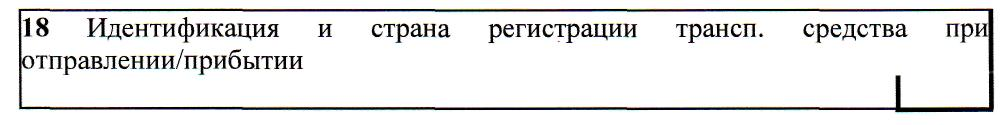 18 Идентификация и страна регистрации трансп. средства при
отправлении/прибытии